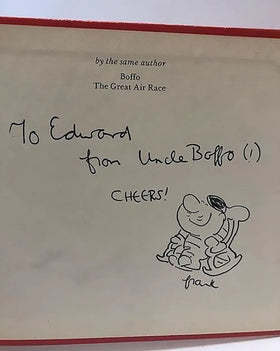 by the same author
Boffo
The Great Air Race
To Edward
from Uncle Boffo (!)
CHEERS!
frank